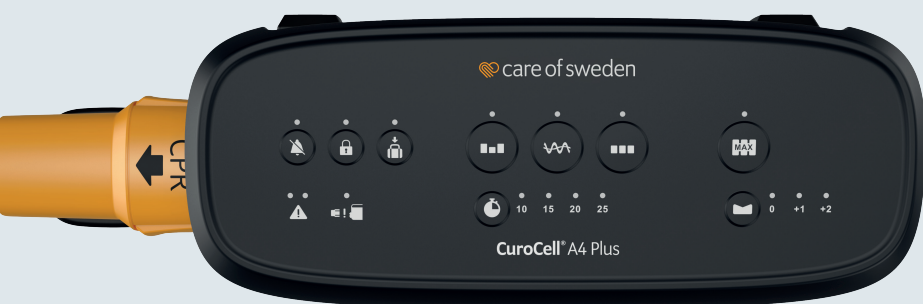 care of sweden
CPR
MAX
10 15 20 25
0 +1 +2
CuroCell® A4 Plus